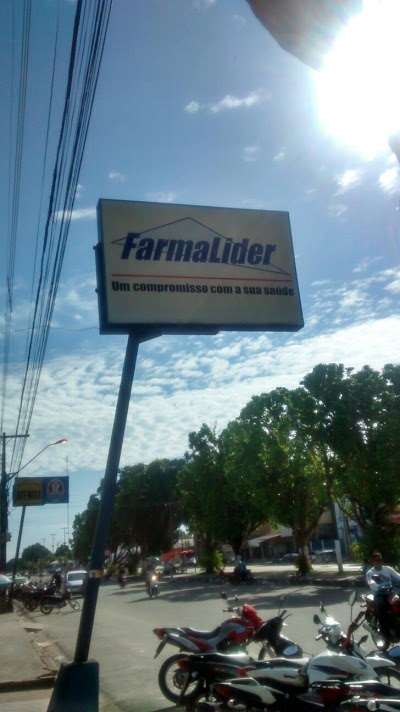 FarmaLider
Um compromisso com a sua saúde